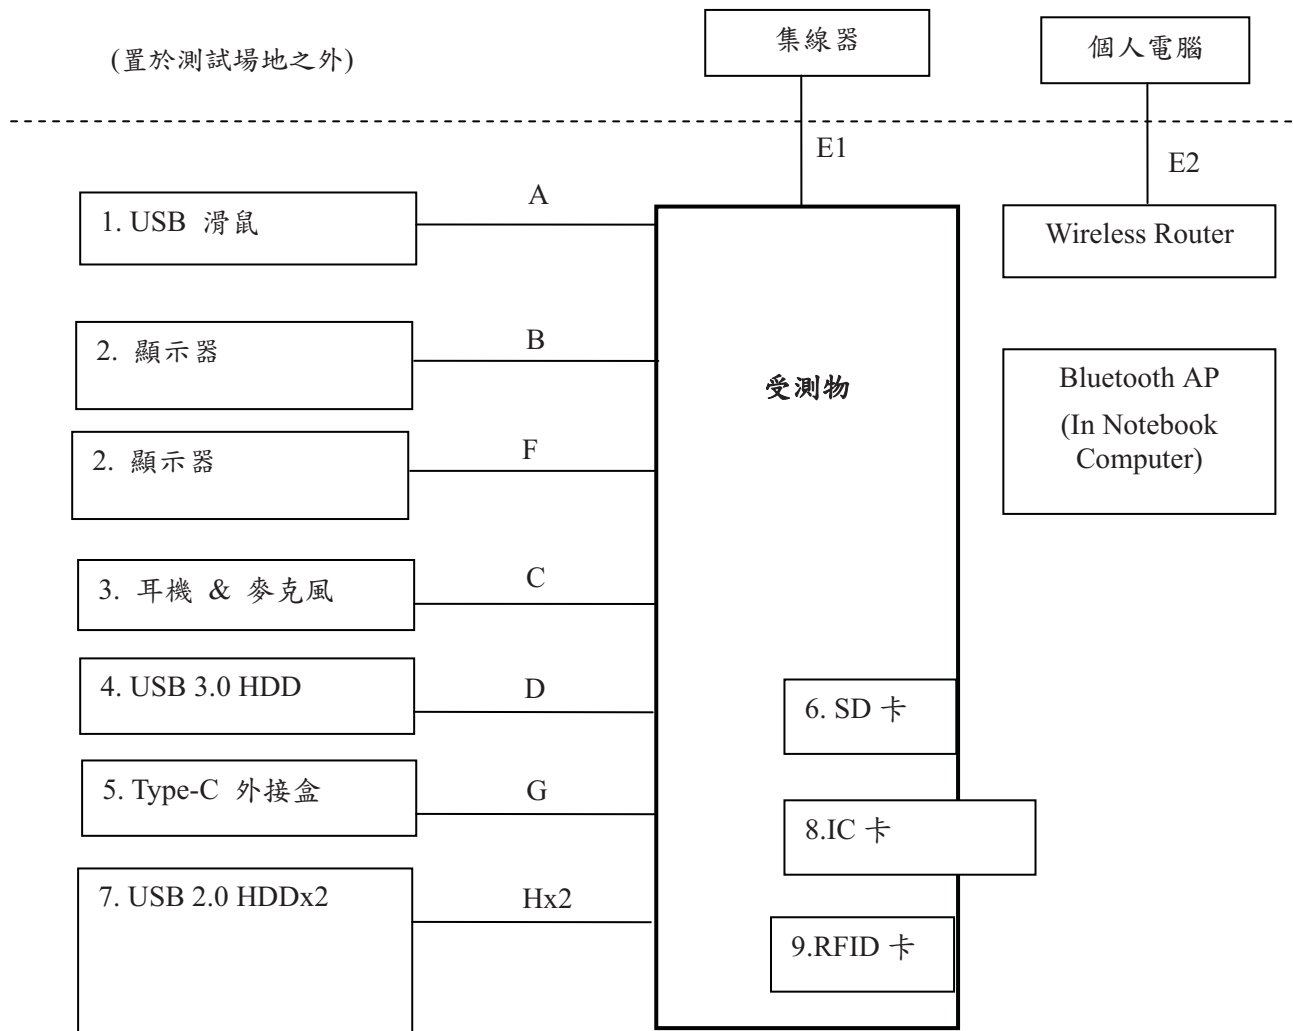 (置於測試場地之外)
集線器
個人電腦
E1
E2
1. USB 滑鼠
A
Wireless Router
2. 顯示器
B
受測物
Bluetooth AP
(In Notebook
Computer)
2. 顯示器
F
3. 耳機 & 麥克風
C
4. USB 3.0 HDD
D
6. SD 卡
5. Type-C 外接盒
G
8.IC 卡
7. USB 2.0 HDDx2
Hx2
9.RFID 卡